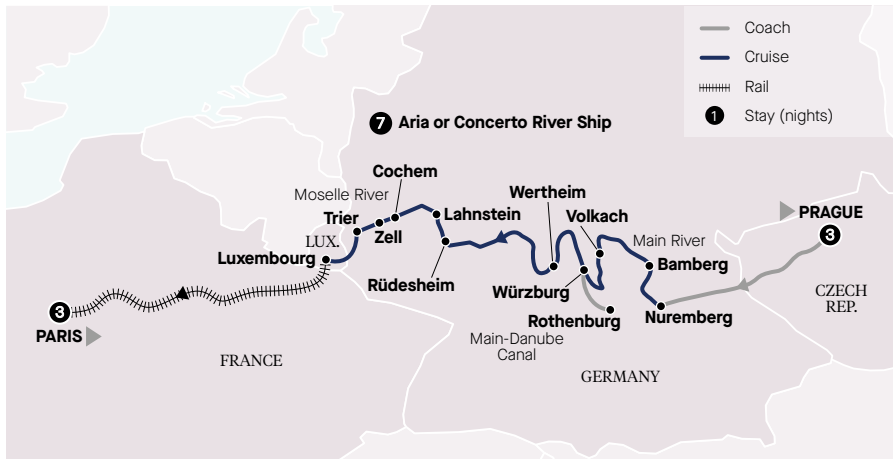 Coach
Cruise
Rail
1 Stay (nights)
7 Aria or Concerto River Ship
Cochem
Moselle River
Wertheim
Lahnstein
Volkach
PRAGUE
3
Trier
Zell
LUX.
Main River
Luxembourg
Bamberg
Rüdesheim
Würzburg
CZECH
REP.
3
Rothenburg
Nuremberg
PARIS
Main-Danube
Canal
FRANCE
GERMANY